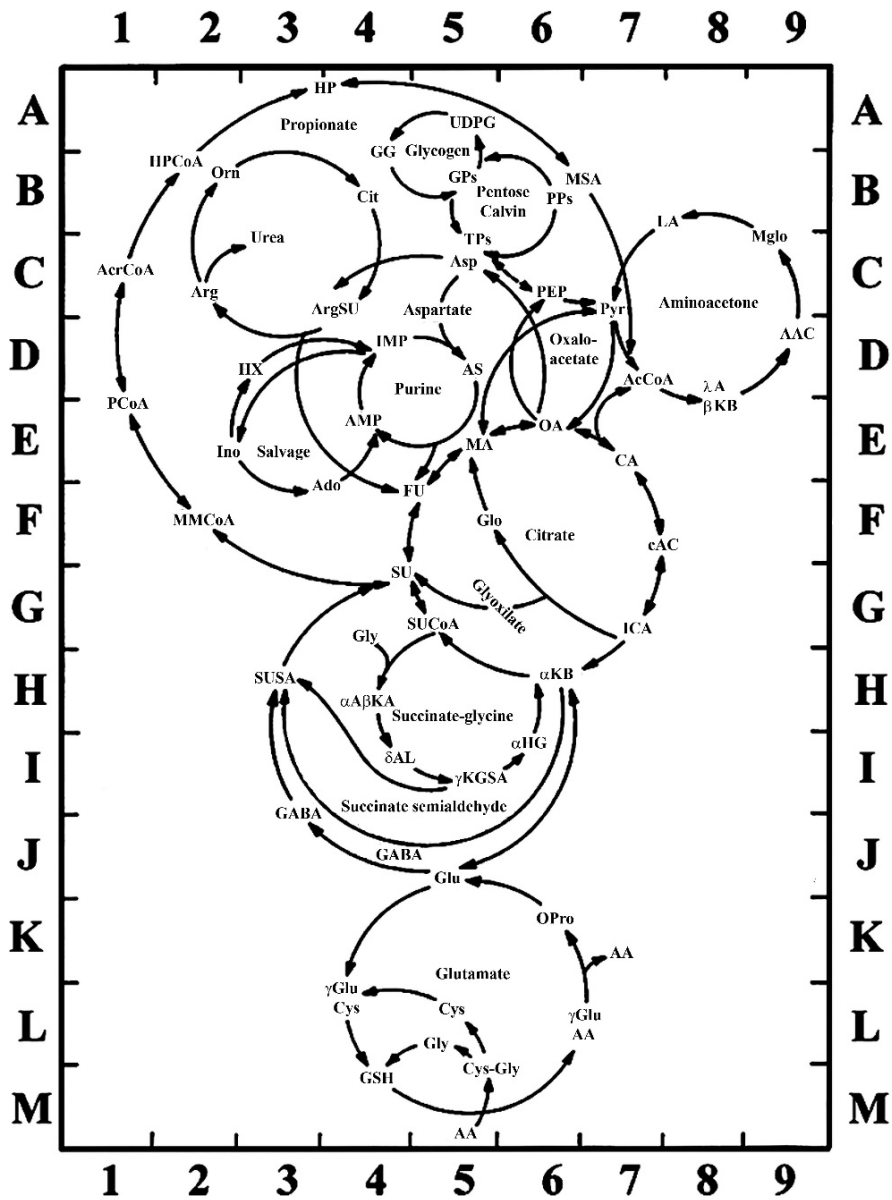 1 2 3 4 5 6 7 8 9
A A
HP
Propionate
UDPG
GG Glycogen
HPCoA
Orn
GPs
MSA
B B
Cit
Pentose
PPs
Calvin
LA
Urea
TPs
Mglo
AcrCoA
Asp
C C
Arg
PEP
ArgSU
Aspartate
Pyr
Aminoacetone
IMP
Oxalo-
acetate
AAC
D D
HX
AS
AcCoA
Purine
λA
PCoA
βKB
AMP
OA
E E
Ino
Salvage
MA
CA
Ado
FU
MMCoA
Glo
Citrate
F F
cAC
SU
Glyoxilate
G G
SUCoA
ICA
Gly
SUSA
αKB
H H
αAβKA
Succinate-glycine
αHG
δAL
I I
γKGSA
Succinate semialdehyde
GABA
GABA
J J
Glu
OPro
K K
AA
Glutamate
γGlu
Cys
Cys
γGlu
AA
L L
Gly
GSH
Cys-Gly
M M
AA
1 2 3 4 5 6 7 8 9